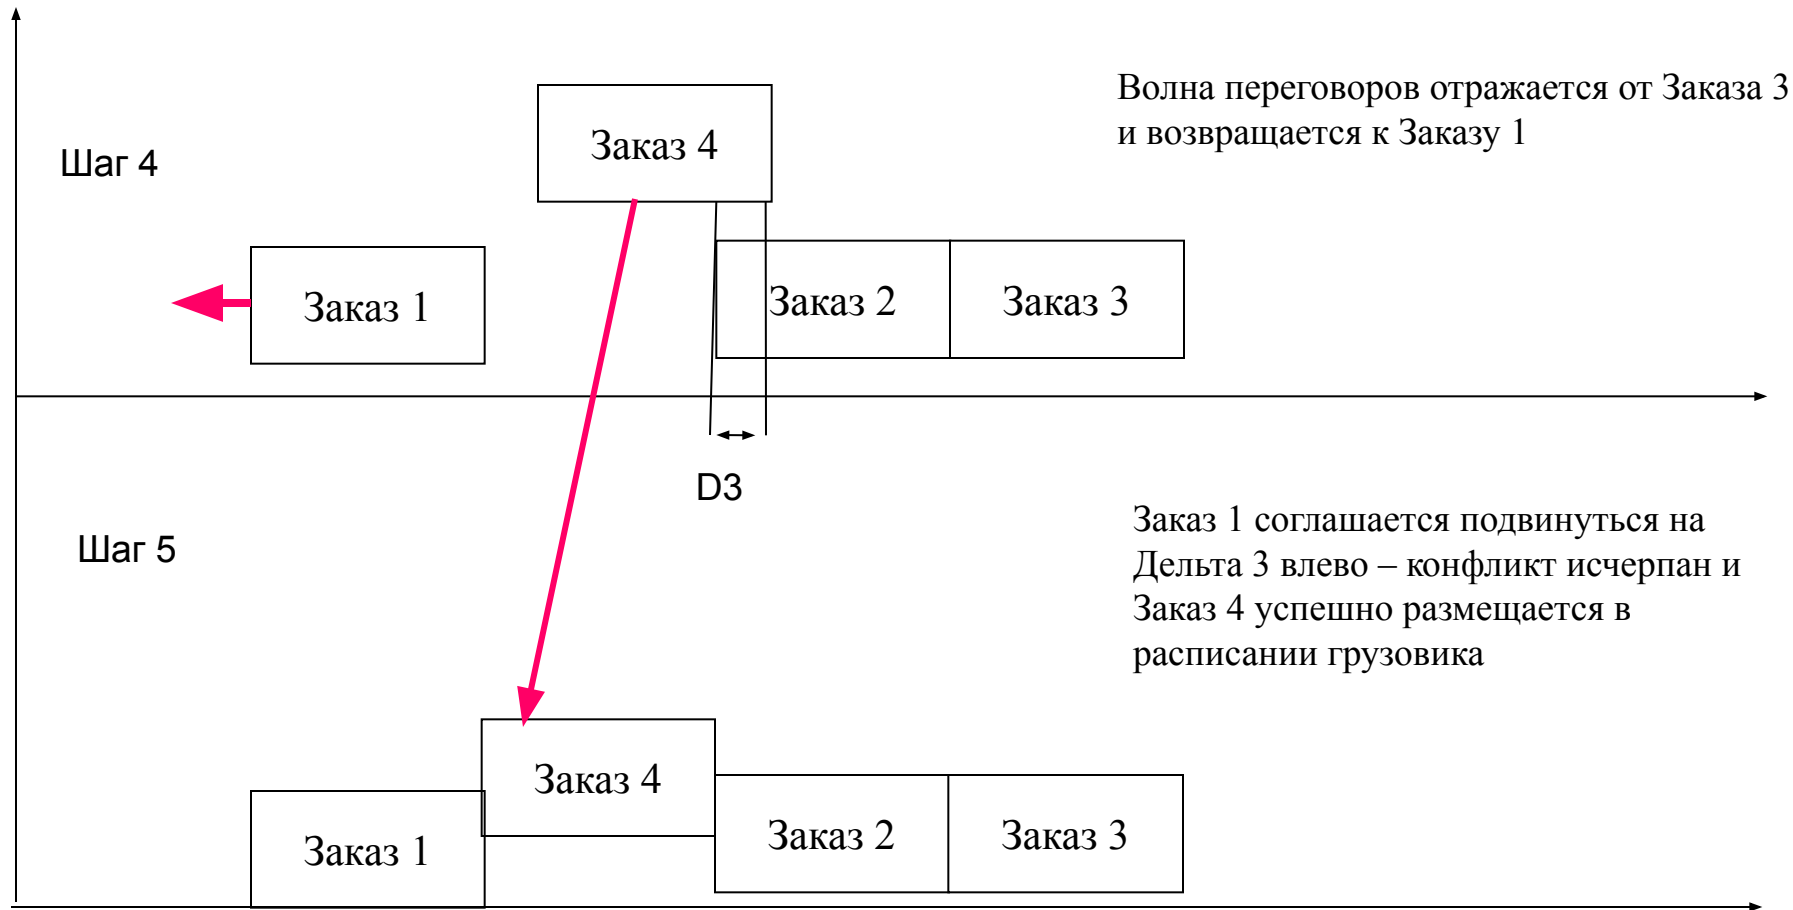 Волна переговоров отражается от Заказа 3
и возвращается к Заказу 1
Шаг 4
Заказ 4
Заказ 1
Заказ 2
Заказ 3
D3
Шаг 5
Заказ 1 соглашается подвинуться на
Дельта 3 влево – конфликт исчерпан и
Заказ 4 успешно размещается в
расписании грузовика
Заказ 4
Заказ 1
Заказ 2
Заказ 3